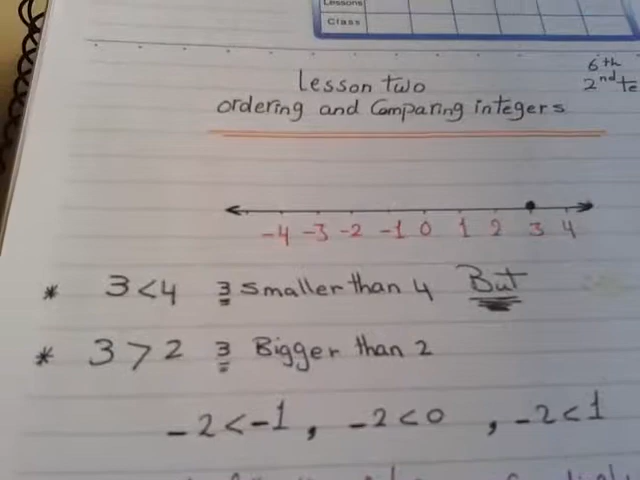 Lessons
Class
6th
Lesson two
2nd te
ordering and Comparing integers
-4 -3 -2 -1 0 1 2 3 4
* 3<4 3 smaller than 4 But
* 3 > 2 3 Bigger than 2
-2<-1, -2<0, -2<1